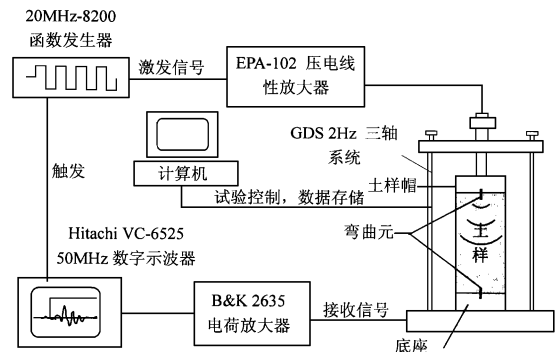 20MHz-8200
函数发生器
激发信号
EPA-102 压电线
性放大器
GDS 2Hz 三轴
系统
计算机
触发
土样帽
试验控制，数据存储
弯曲元
土
样
Hitachi VC-6525
50MHz 数字示波器
B&K 2635
电荷放大器
接收信号
底座